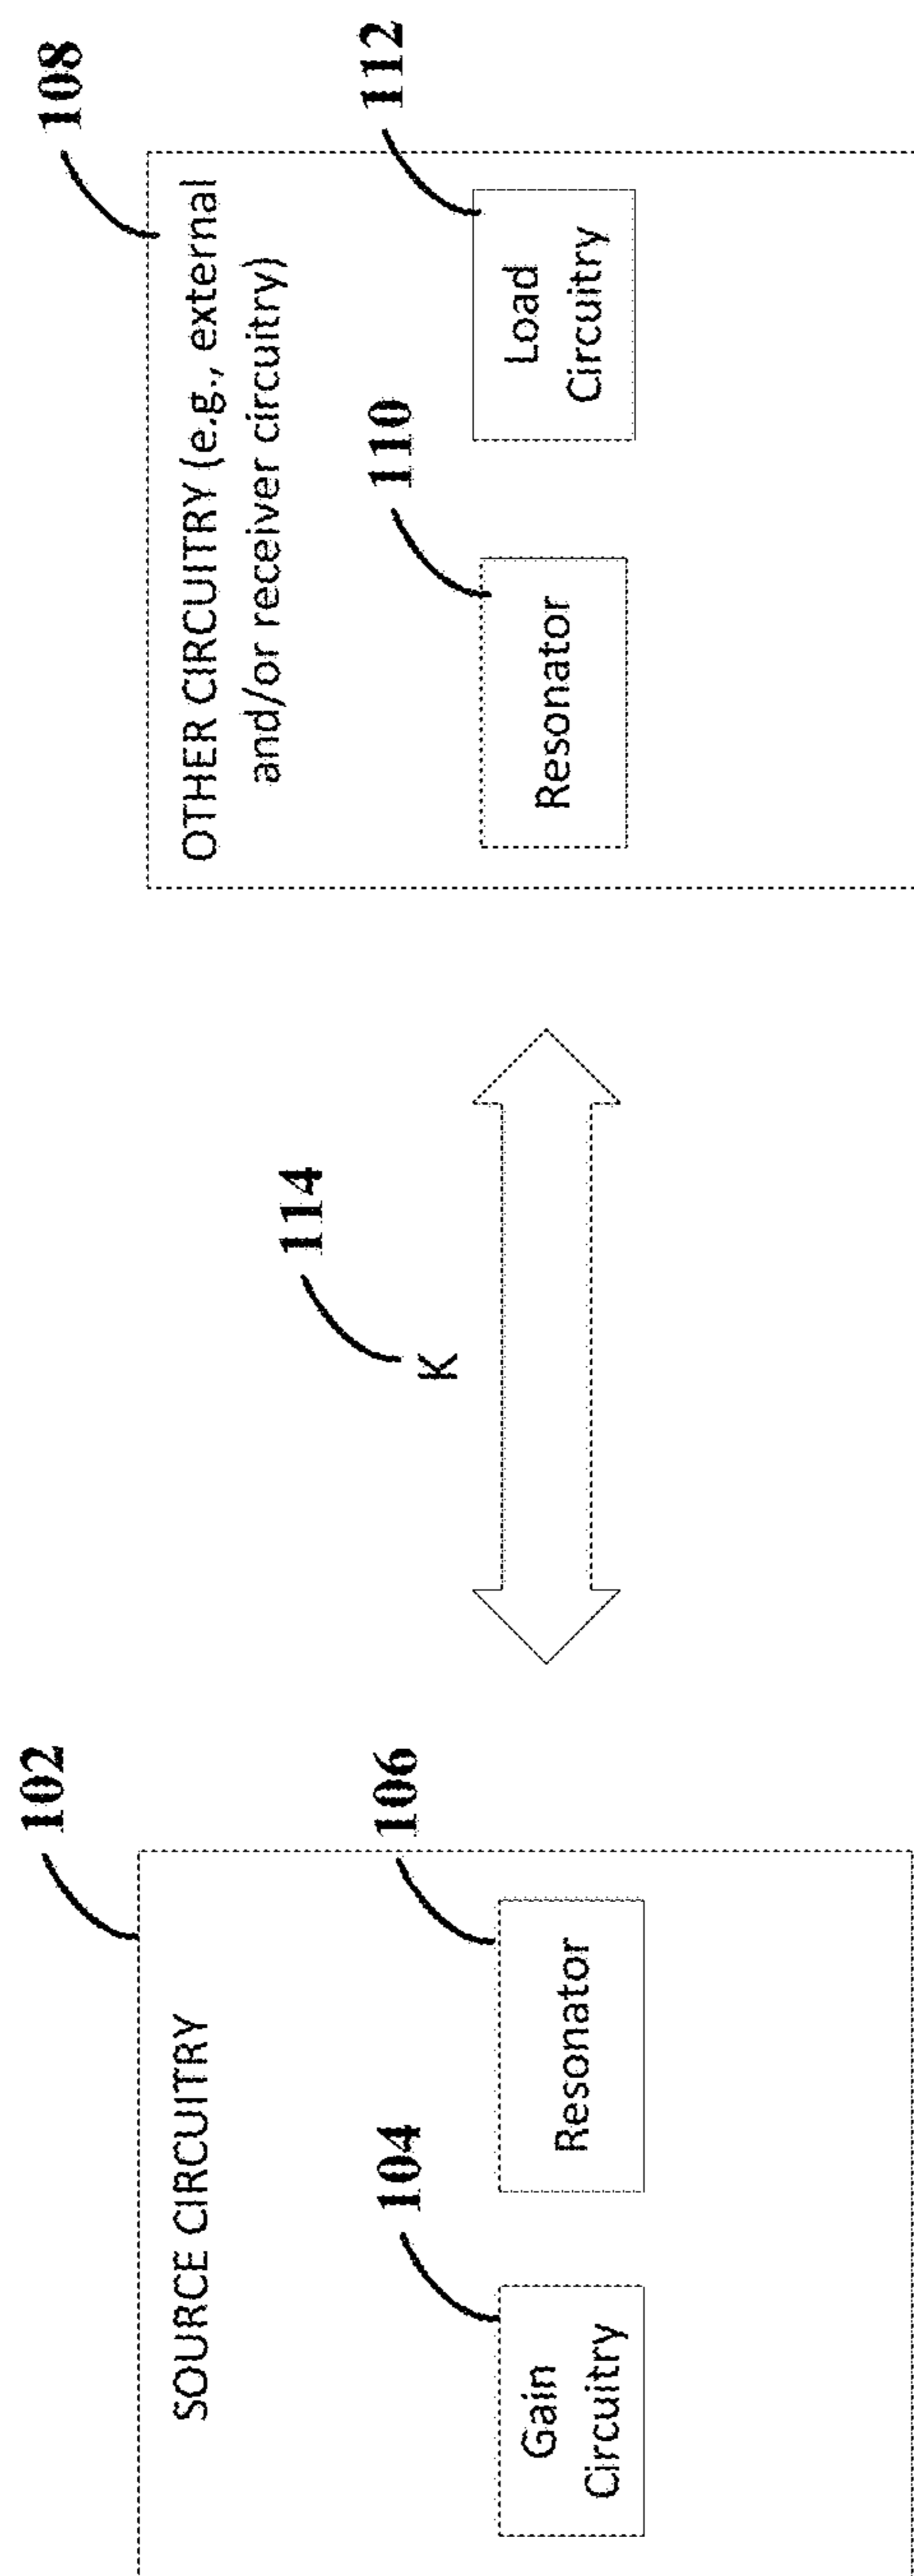 102
SOURCE CIRCUITRY
104
Gain
Circuitry
106
Resonator
114
K
108
OTHER CIRCUITRY (e.g., external
and/or receiver circuitry)
110
Resonator
112
Load
Circuitry